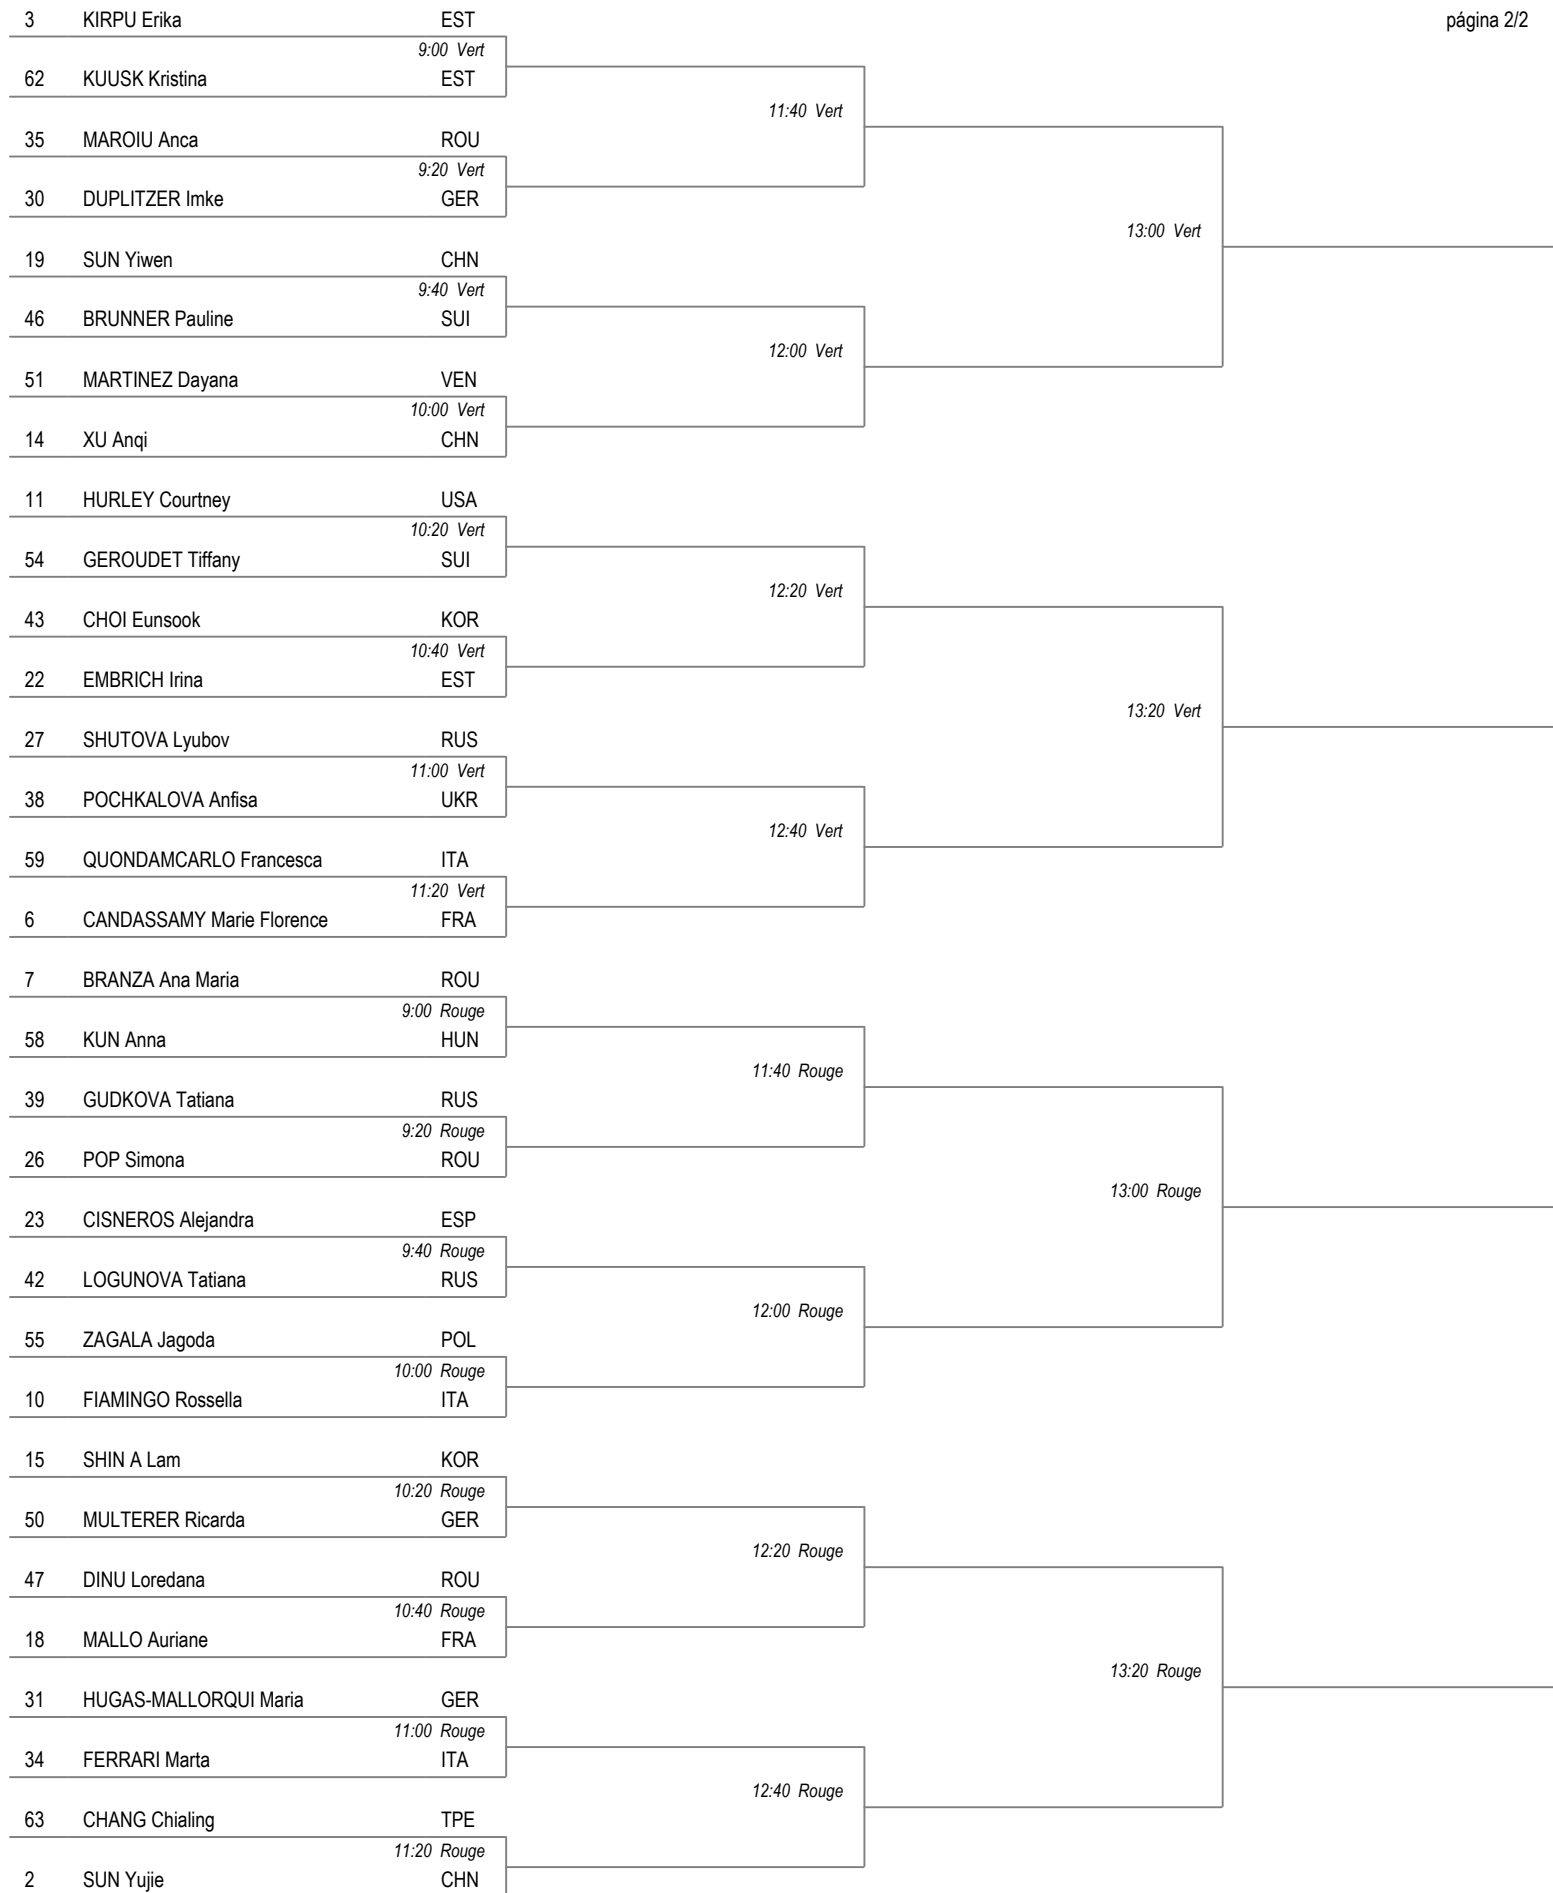 3 KIRPU Erika EST página 2/2
9:00 Vert
62 KUUSK Kristina EST
11:40 Vert
35 MAROIU Anca ROU
9:20 Vert
30 DUPLITZER Imke GER
13:00 Vert
19 SUN Yiwen CHN
9:40 Vert
46 BRUNNER Pauline SUI
12:00 Vert
51 MARTINEZ Dayana VEN
10:00 Vert
14 XU Anqi CHN
11 HURLEY Courtney USA
10:20 Vert
54 GEROUDET Tiffany SUI
12:20 Vert
43 CHOI Eunsook KOR
10:40 Vert
22 EMBRICH Irina EST
13:20 Vert
27 SHUTOVA Lyubov RUS
11:00 Vert
38 POCHKALOVA Anfisa UKR
12:40 Vert
59 QUONDAMCARLO Francesca ITA
11:20 Vert
6 CANDASSAMY Marie Florence FRA
7 BRANZA Ana Maria ROU
9:00 Rouge
58 KUN Anna HUN
11:40 Rouge
39 GUDKOVA Tatiana RUS
9:20 Rouge
26 POP Simona ROU
13:00 Rouge
23 CISNEROS Alejandra ESP
9:40 Rouge
42 LOGUNOVA Tatiana RUS
12:00 Rouge
55 ZAGALA Jagoda POL
10:00 Rouge
10 FIAMINGO Rossella ITA
15 SHIN A Lam KOR
10:20 Rouge
50 MULTERER Ricarda GER
12:20 Rouge
47 DINU Loredana ROU
10:40 Rouge
18 MALLO Auriane FRA
13:20 Rouge
31 HUGAS-MALLORQUI Maria GER
11:00 Rouge
34 FERRARI Marta ITA
12:40 Rouge
63 CHANG Chialing TPE
11:20 Rouge
2 SUN Yujie CHN